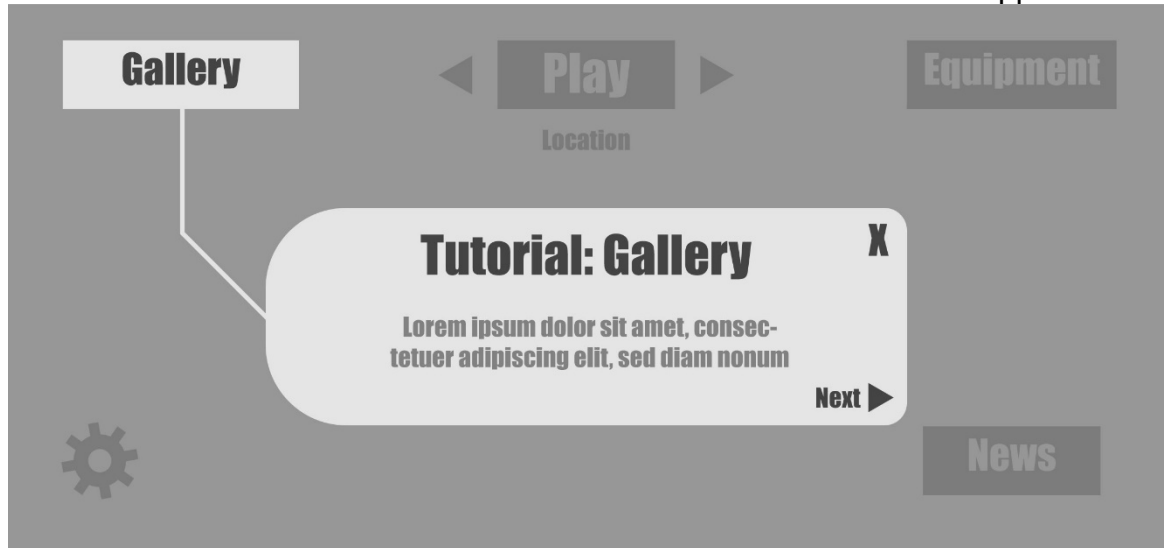 Gallery
Play
Equipment
Location
Tutorial: Gallery
X
Lorem ipsum dolor sit amet, consec-
tetuer adipiscing elit, sed diam nonum
Next
News